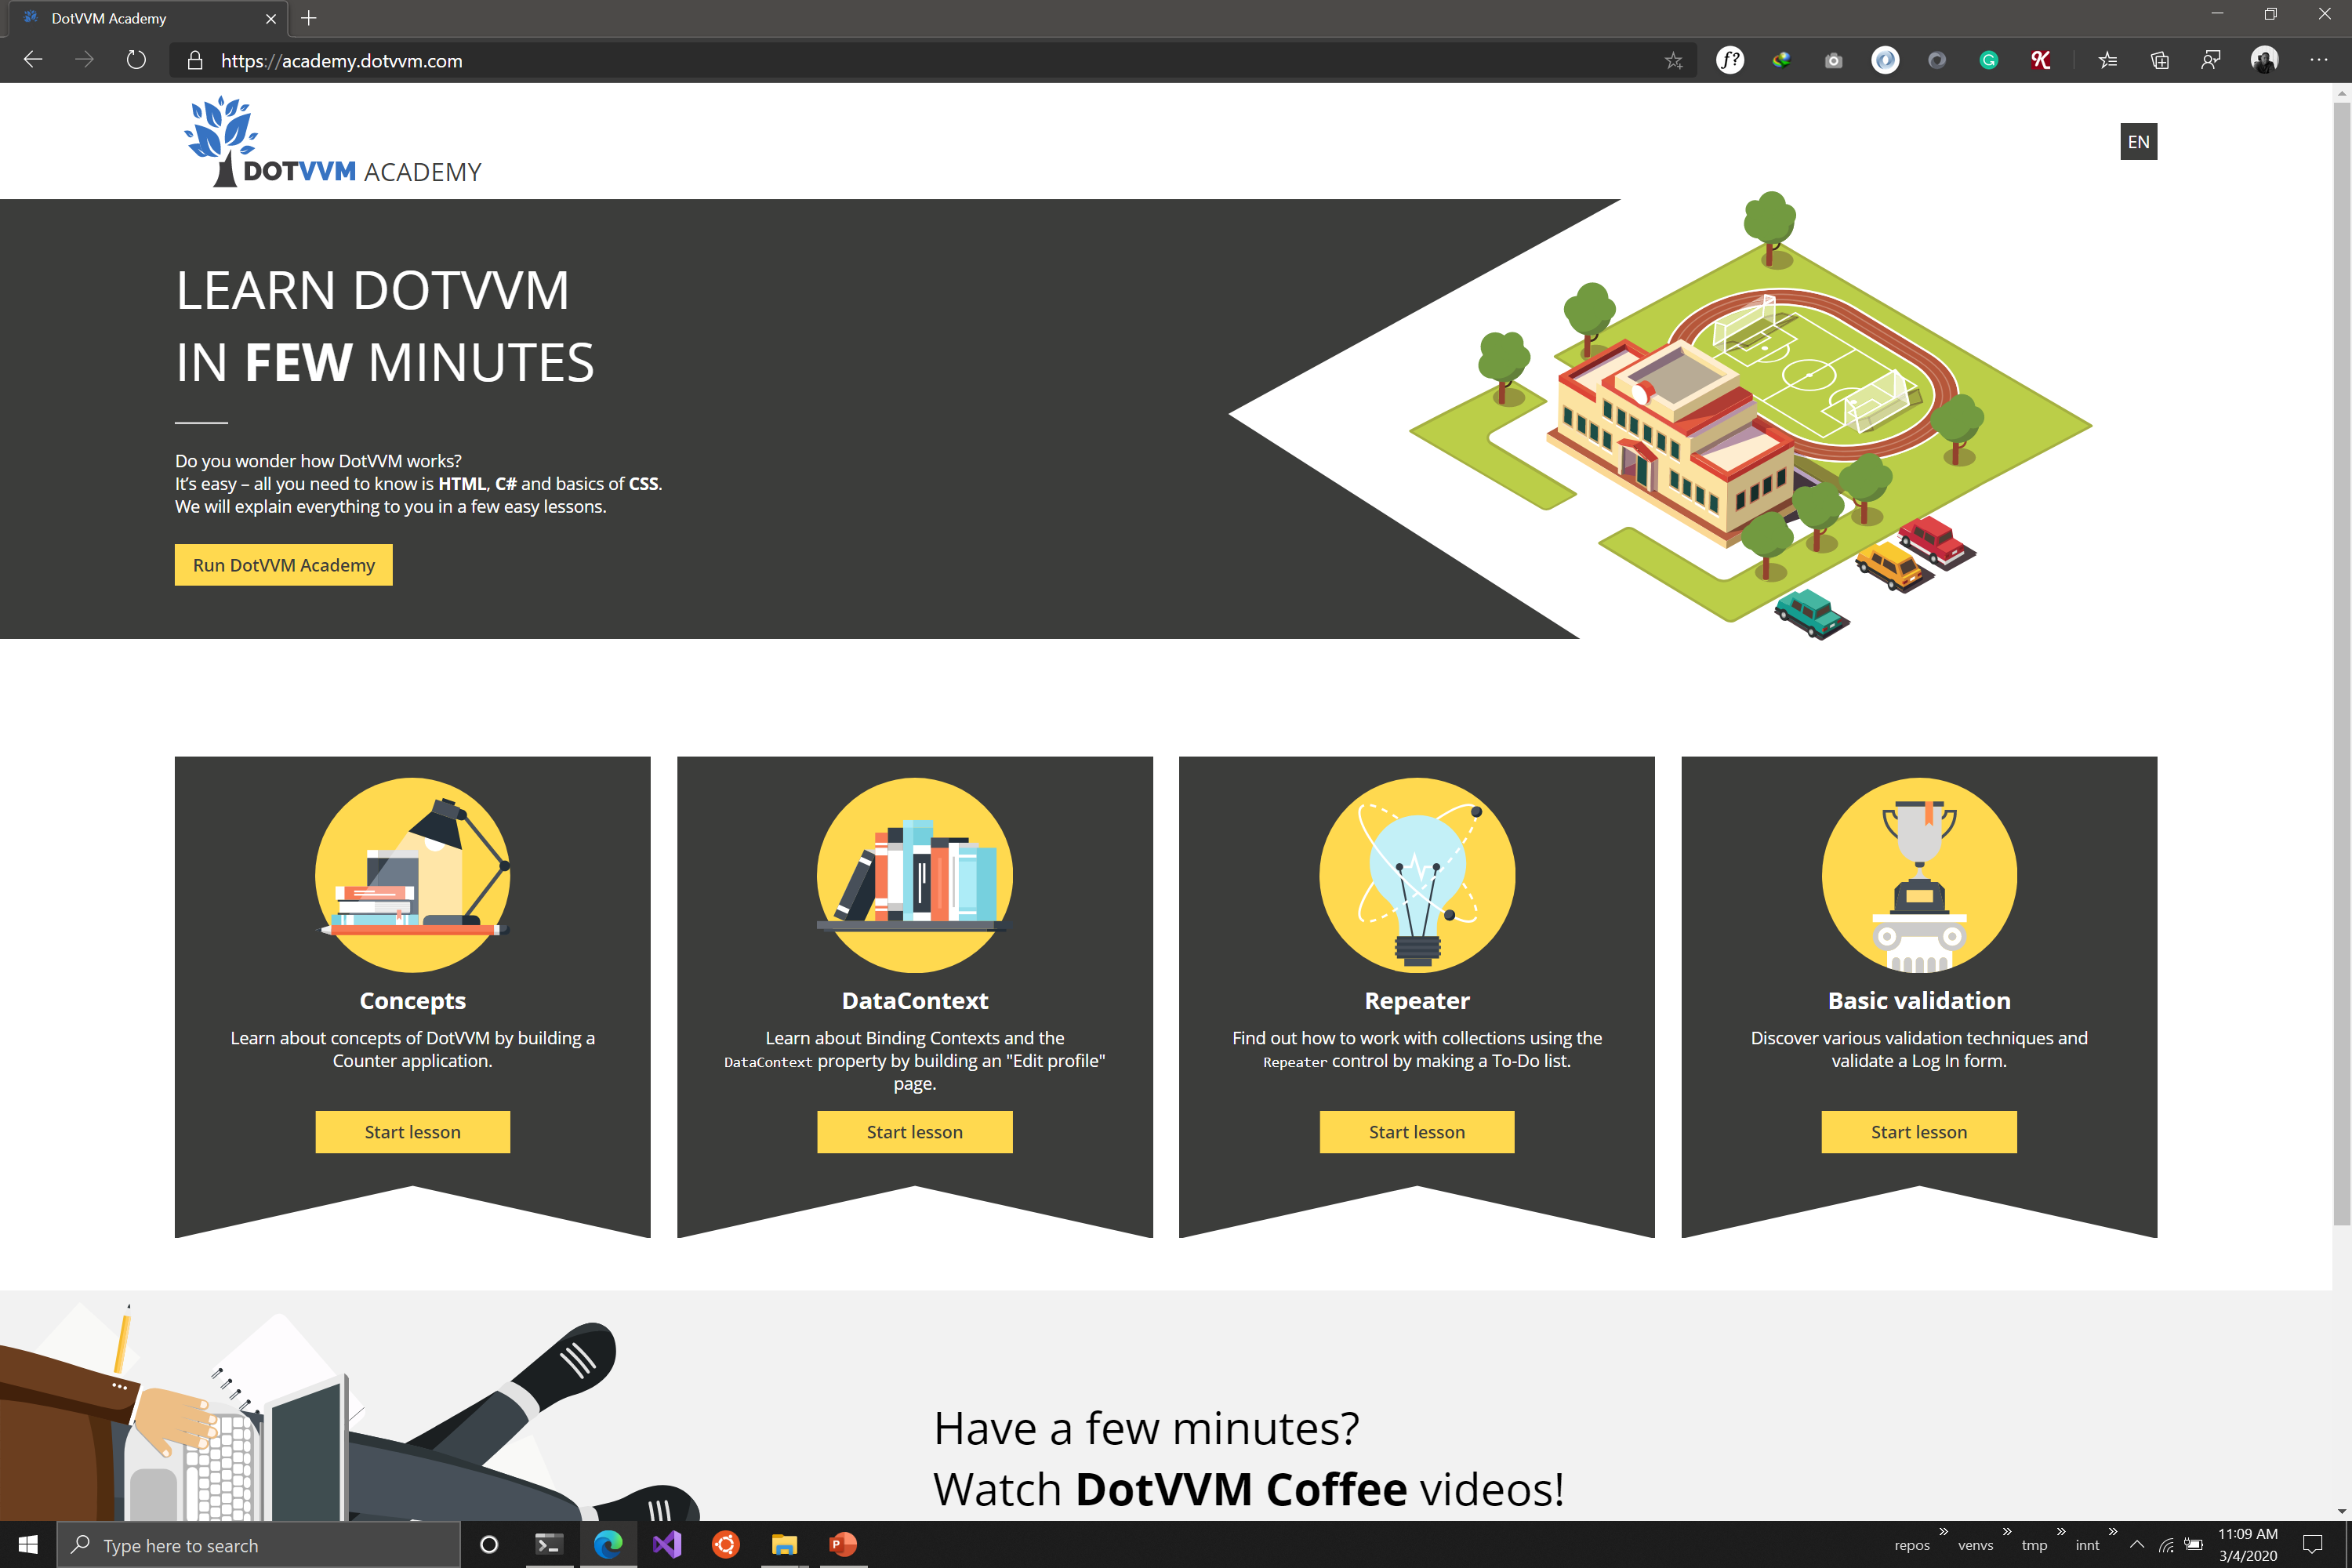 DotVVM Academy
https://academy.dotvvm.com
f?
DOTVVM ACADEMY
EN
LEARN DOTVVM
IN FEW MINUTES
Do you wonder how DotVVM works?
It's easy – all you need to know is HTML, C# and basics of CSS.
We will explain everything to you in a few easy lessons.
Run DotVVM Academy
Concepts
Learn about concepts of DotVVM by building a
Counter application.
Start lesson
DataContext
Learn about Binding Contexts and the
DataContext property by building an "Edit profile"
page.
Start lesson
Repeater
Find out how to work with collections using the
Repeater control by making a To-Do list.
Start lesson
Basic validation
Discover various validation techniques and
validate a Log In form.
Start lesson
Have a few minutes?
Watch DotVVM Coffee videos!
Type here to search
repos
venvs
tmp
innt
11:09 AM
3/4/2020